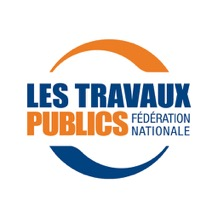 LES TRAVAUX
PUBLICS FÉDÉRATION
NATIONALE